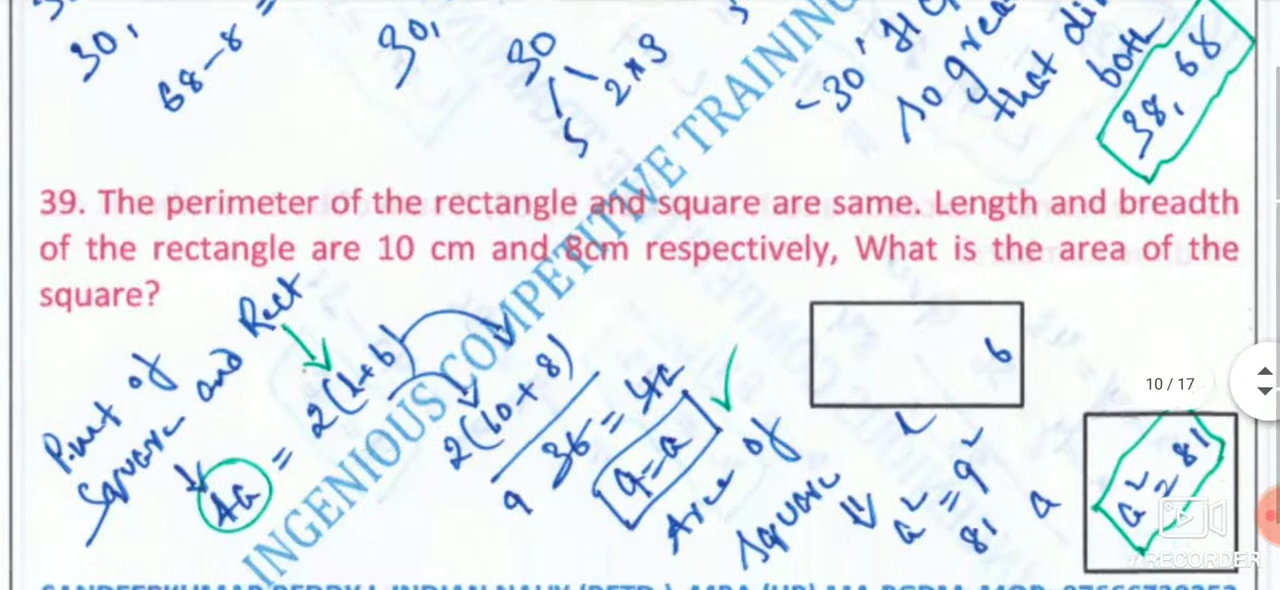 30,
68-8
30,
30
2×3
5
-30,
so grea
that di
both
38, 68
39. The perimeter of the rectangle and square are same. Length and breadth
of the rectangle are 10 cm and 8cm respectively, What is the area of the
square?
of
square and Rect
4a = 2(l+b)
2(10+8)
9 36 = 4a
9=a
Area of
square
a² = 9²
81
b
L
a
a² = 81
10 / 17
RECORDER
INGENIOUS COMPETITIVE TRAINING